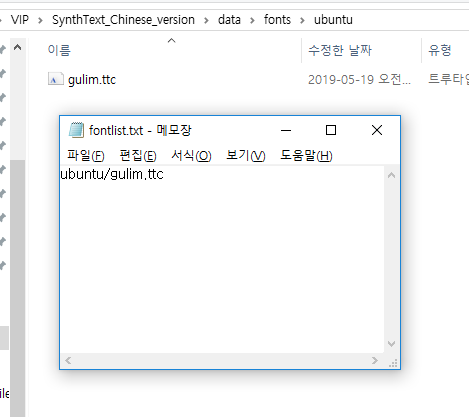 VIP > SynthText_Chinese_version > data > fonts > ubuntu
이름 수정한 날짜 유형
gulim.ttc 2019-05-19 오전... 트루타입
fontlist.txt - 메모장
파일(F) 편집(E) 서식(O) 보기(V) 도움말(H)
ubuntu/gulim.ttc